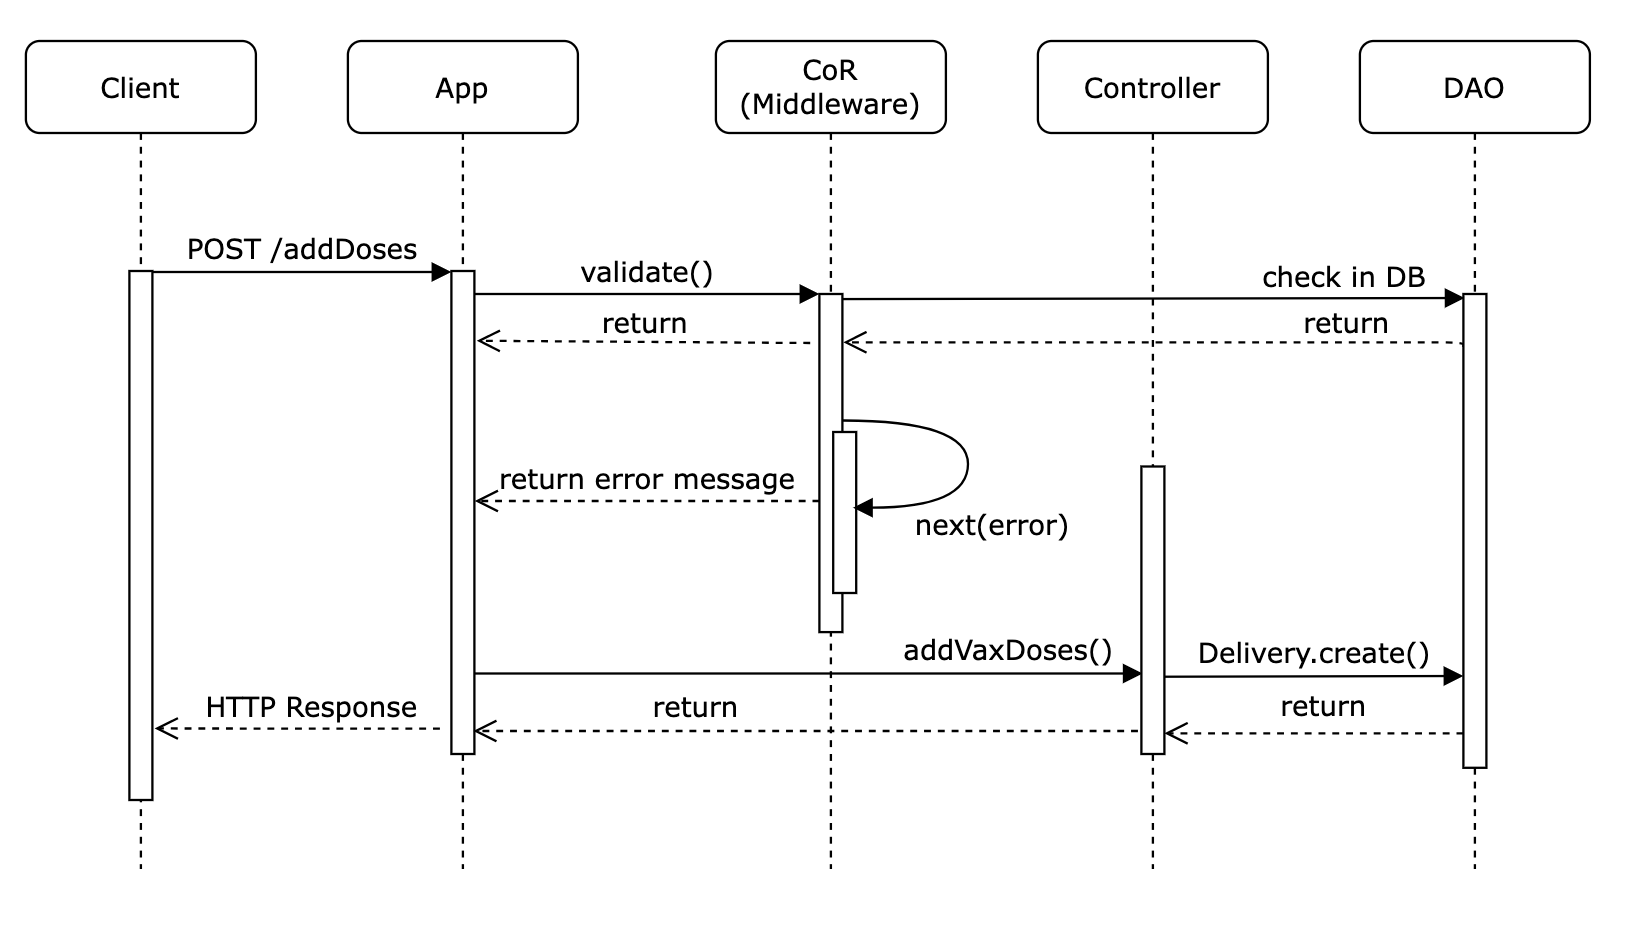 Client
App
CoR
(Middleware)
Controller
DAO
POST /addDoses
validate()
check in DB
return
return
return error message
next(error)
addVaxDoses()
Delivery.create()
HTTP Response
return
return